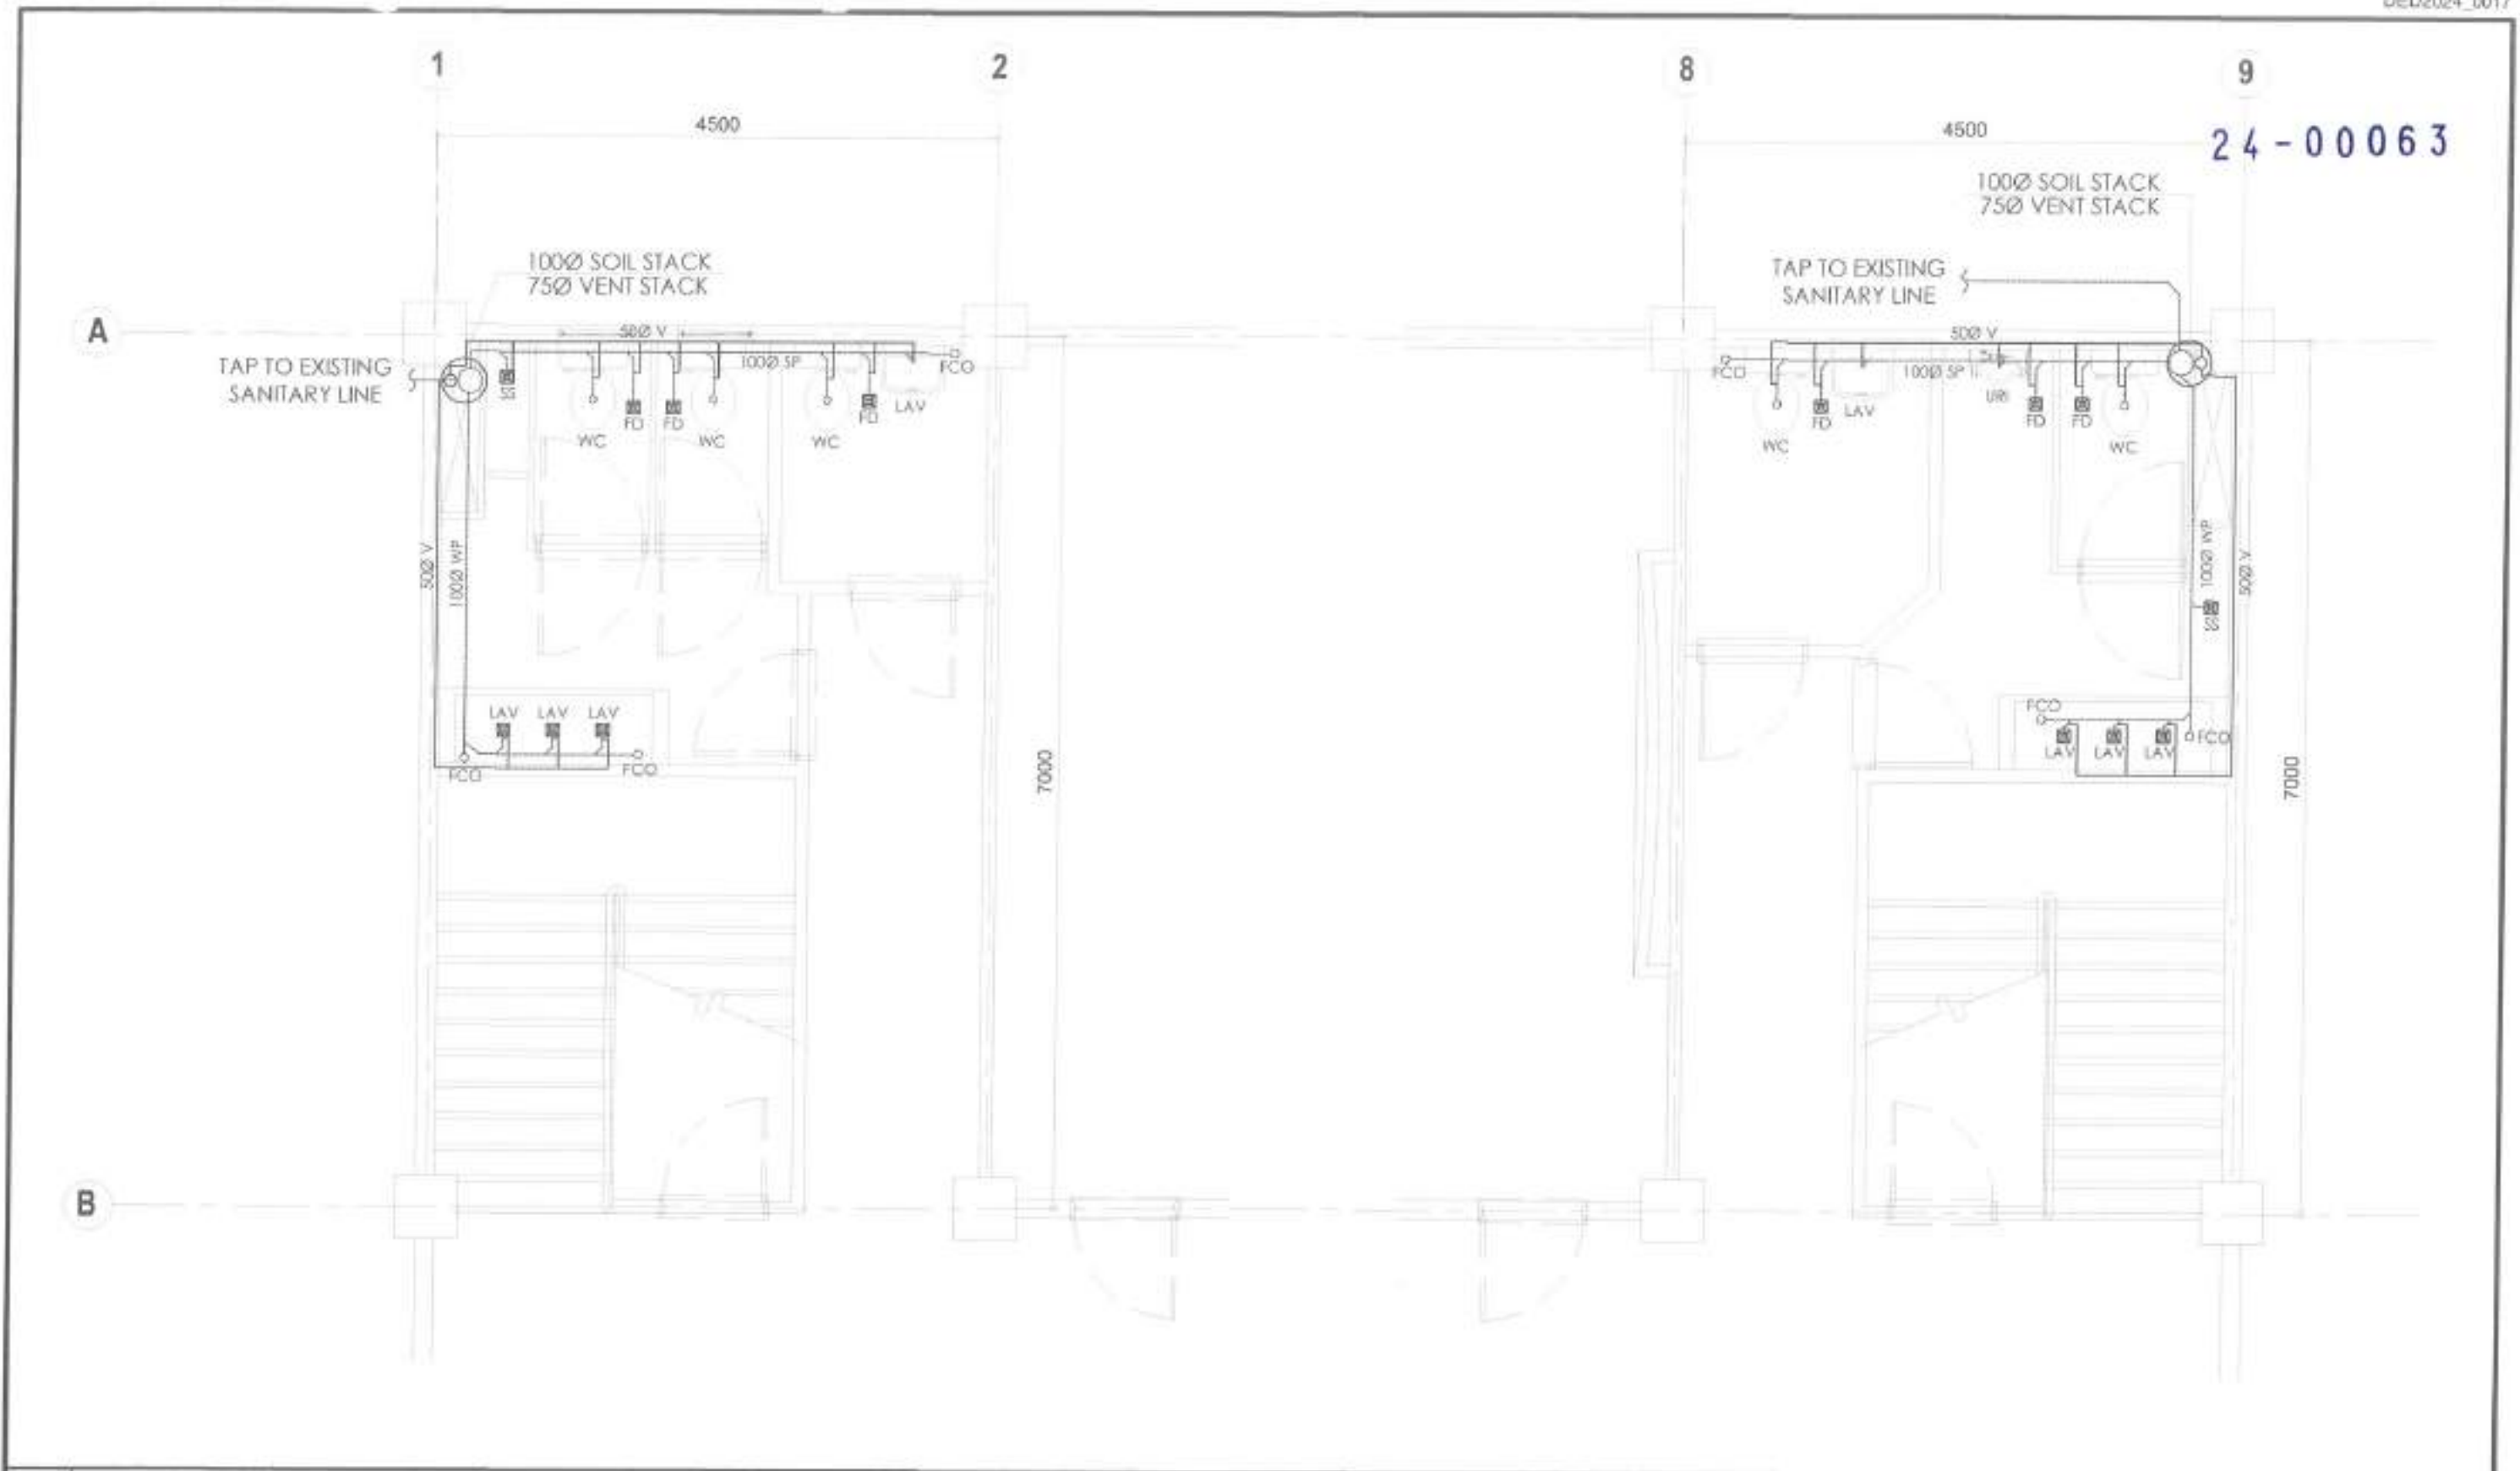 DED2024_0017
1
2
8
9
4500
4500
24-00063
100Ø SOIL STACK
75Ø VENT STACK
100Ø SOIL STACK
75Ø VENT STACK
TAP TO EXISTING
SANITARY LINE
A
50Ø V
50Ø V
TAP TO EXISTING
SANITARY LINE
100Ø SP
FCO
FCO
100Ø SP
SS
FD
FD
FD
LAV
WC
WC
WC
FD
LAV
URI
FD
FD
WC
WC
50Ø V
100Ø WP
100Ø WP
50Ø V
SS
LAV
LAV
LAV
FCO
FCO
FCO
FCO
LAV
LAV
LAV
7000
7000
B